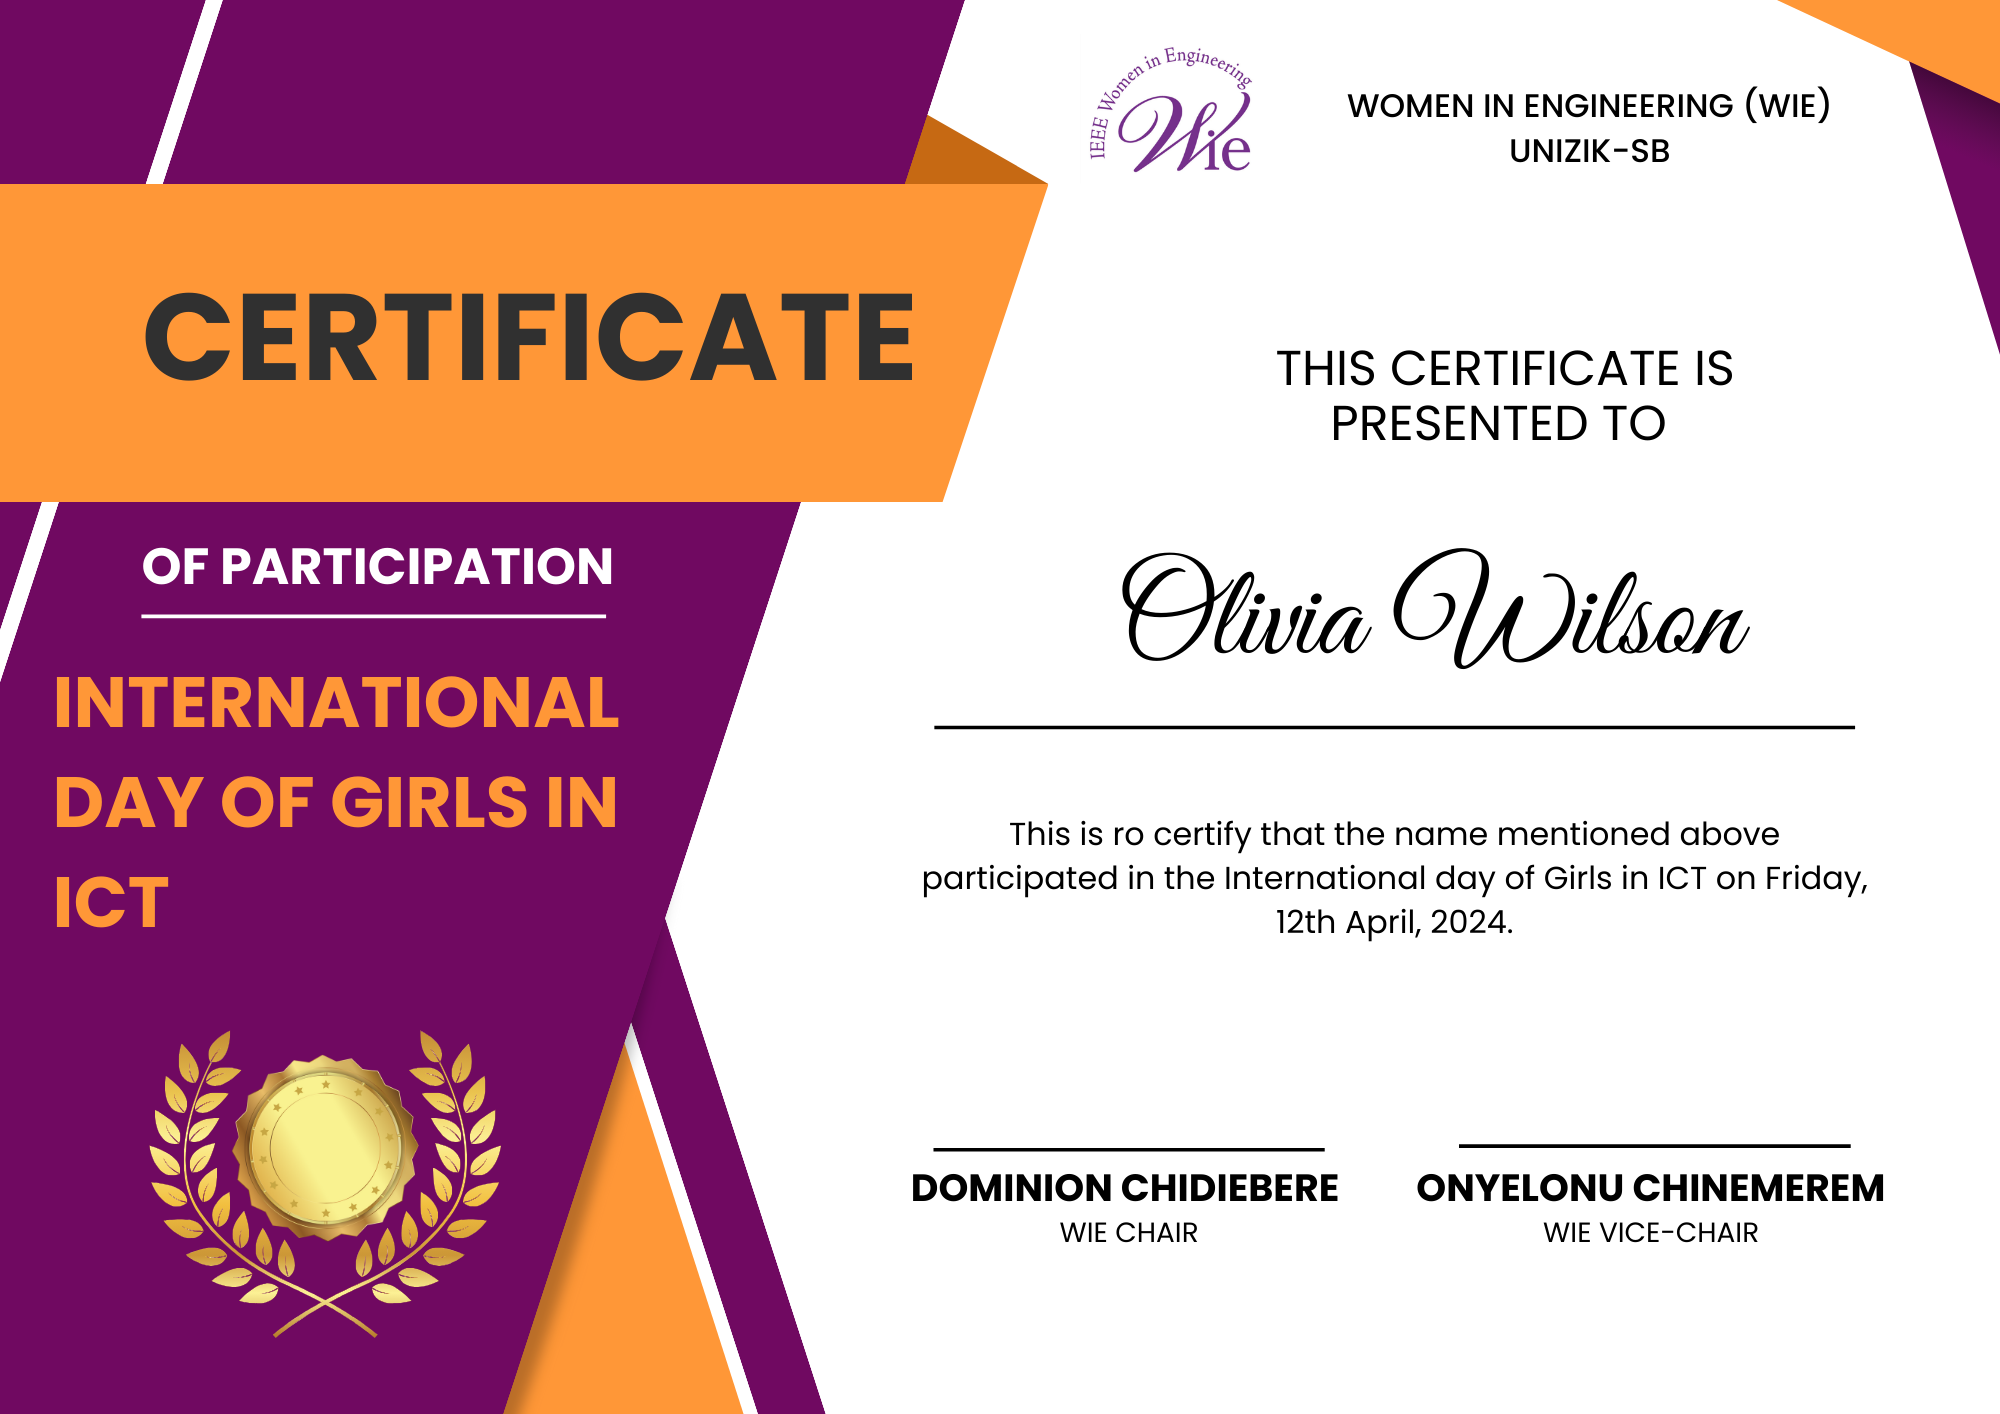 IEEE Women in Engineering
Wie
WOMEN IN ENGINEERING (WIE)
UNIZIK-SB
CERTIFICATE
OF PARTICIPATION
INTERNATIONAL
DAY OF GIRLS IN
ICT
THIS CERTIFICATE IS
PRESENTED TO
Olivia Wilson
This is ro certify that the name mentioned above
participated in the International day of Girls in ICT on Friday,
12th April, 2024.
DOMINION CHIDIEBERE
WIE CHAIR
ONYELONU CHINEMEREM
WIE VICE-CHAIR